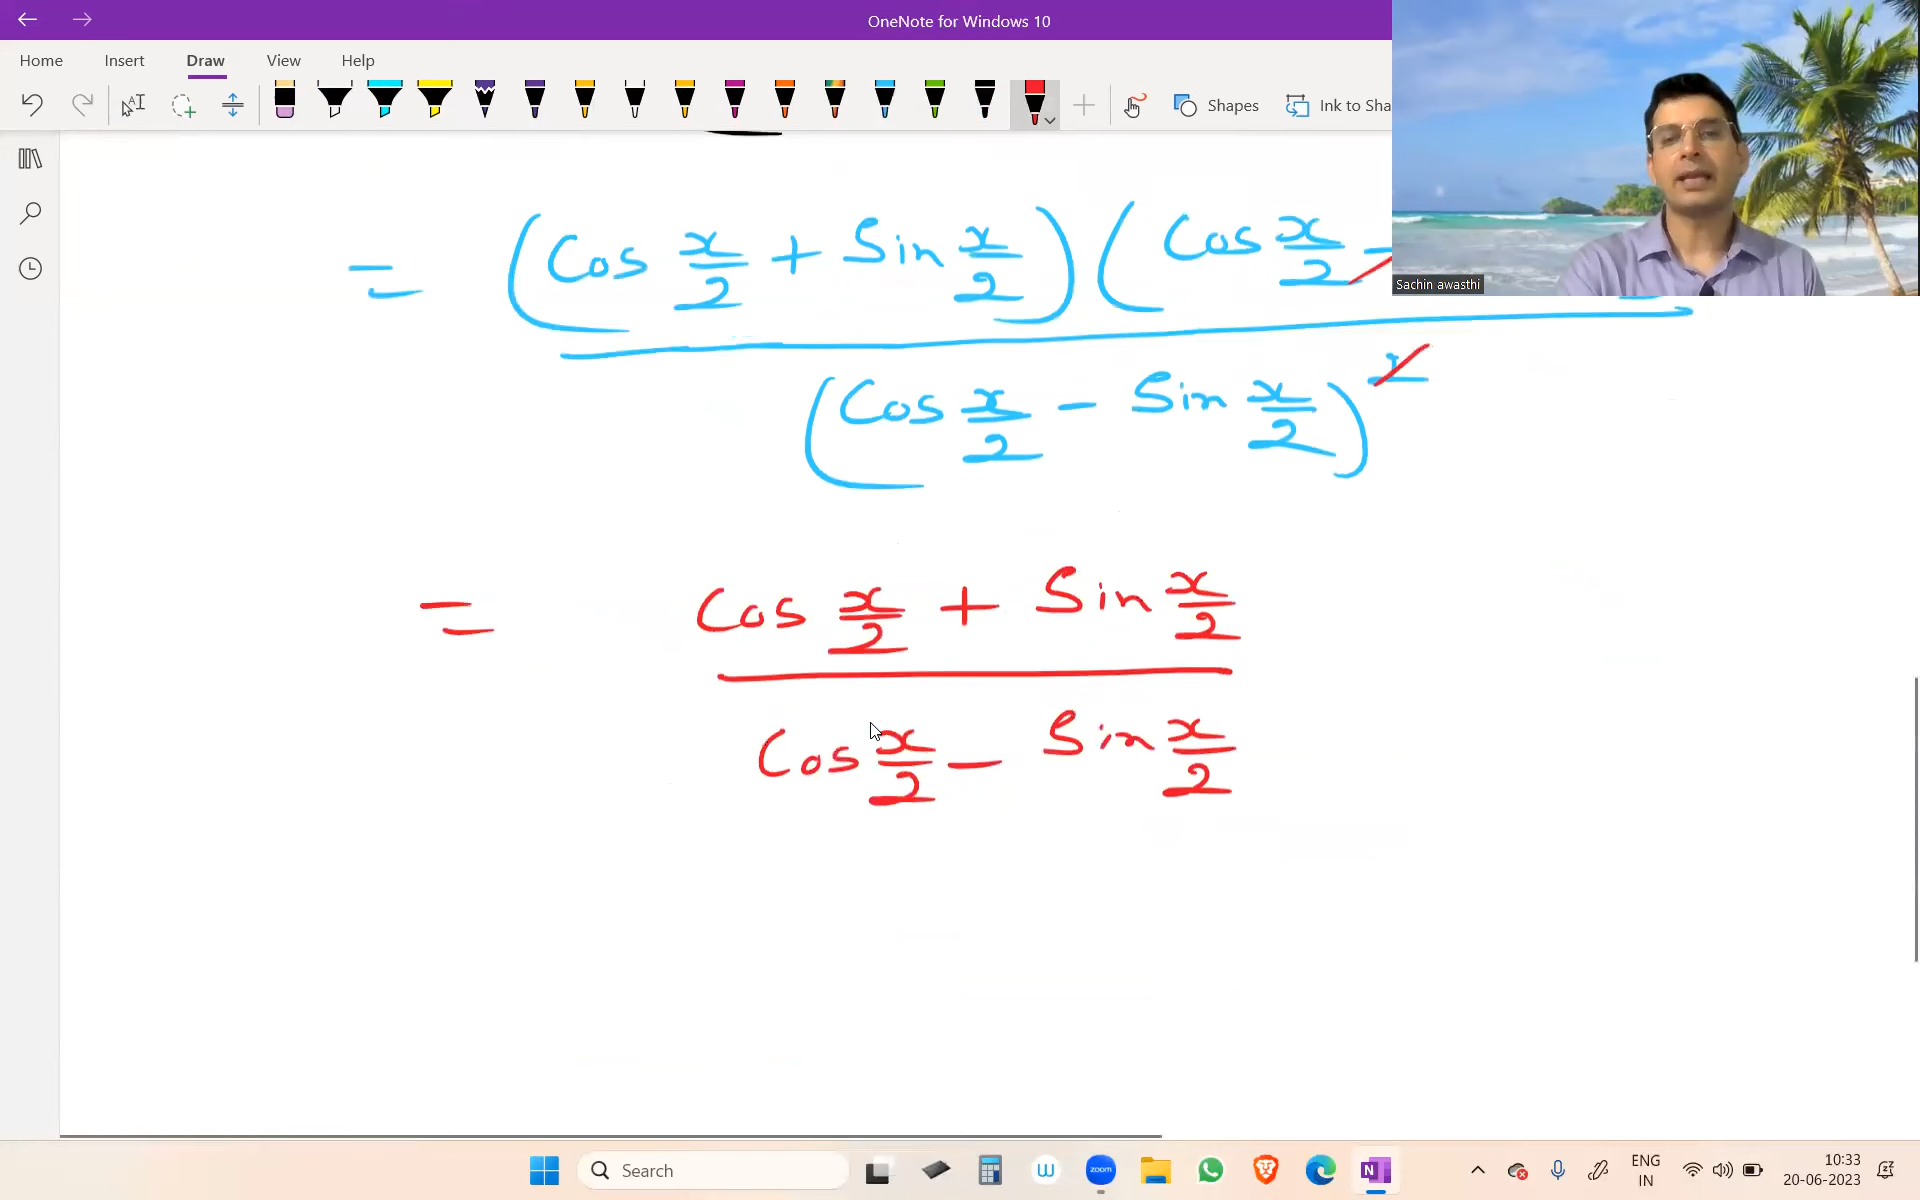 OneNote for Windows 10
Home Insert Draw View Help
Shapes Ink to Sha
= (Cos x/2 + Sin x/2) (Cos x/2 -
Sachin awasthi
(Cos x/2 - Sin x/2)^2
= Cos x/2 + Sin x/2
Cos x/2 - Sin x/2
Search
zoom
ENG
IN
10:33
20-06-2023